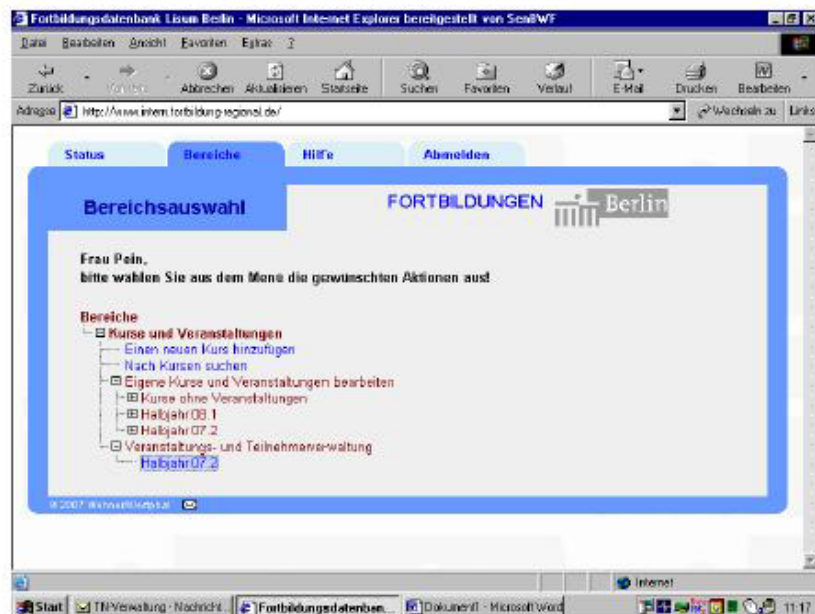 Fortbildungsdatenbank Lisum Berlin - Microsoft Internet Explorer bereitgestellt von SenBWF
Datei Bearbeiten Ansicht Favoriten Extras ?
Zurück Vorwärts Abbrechen Aktualisieren Startseite Suchen Favoriten Verlauf E-Mail Drucken Bearbeiten
Adresse http://www.intern.fortbildung-regional.de/ Wechseln zu Links
Status Bereiche Hilfe Abmelden
Bereichsauswahl
FORTBILDUNGEN Berlin
Frau Pein,
bitte wählen Sie aus dem Menü die gewünschten Aktionen aus!
Bereiche
Kurse und Veranstaltungen
Einen neuen Kurs hinzufügen
Nach Kursen suchen
Eigene Kurse und Veranstaltungen bearbeiten
Kurse ohne Veranstaltungen
Halbjahr 08.1
Halbjahr 07.2
Veranstaltungs- und Teilnehmerverwaltung
Halbjahr 07.2
© 2007
Internet
Start TN-Verwaltung - Nachricht... Fortbildungsdatenban... Dokument1 - Microsoft Word 11:17